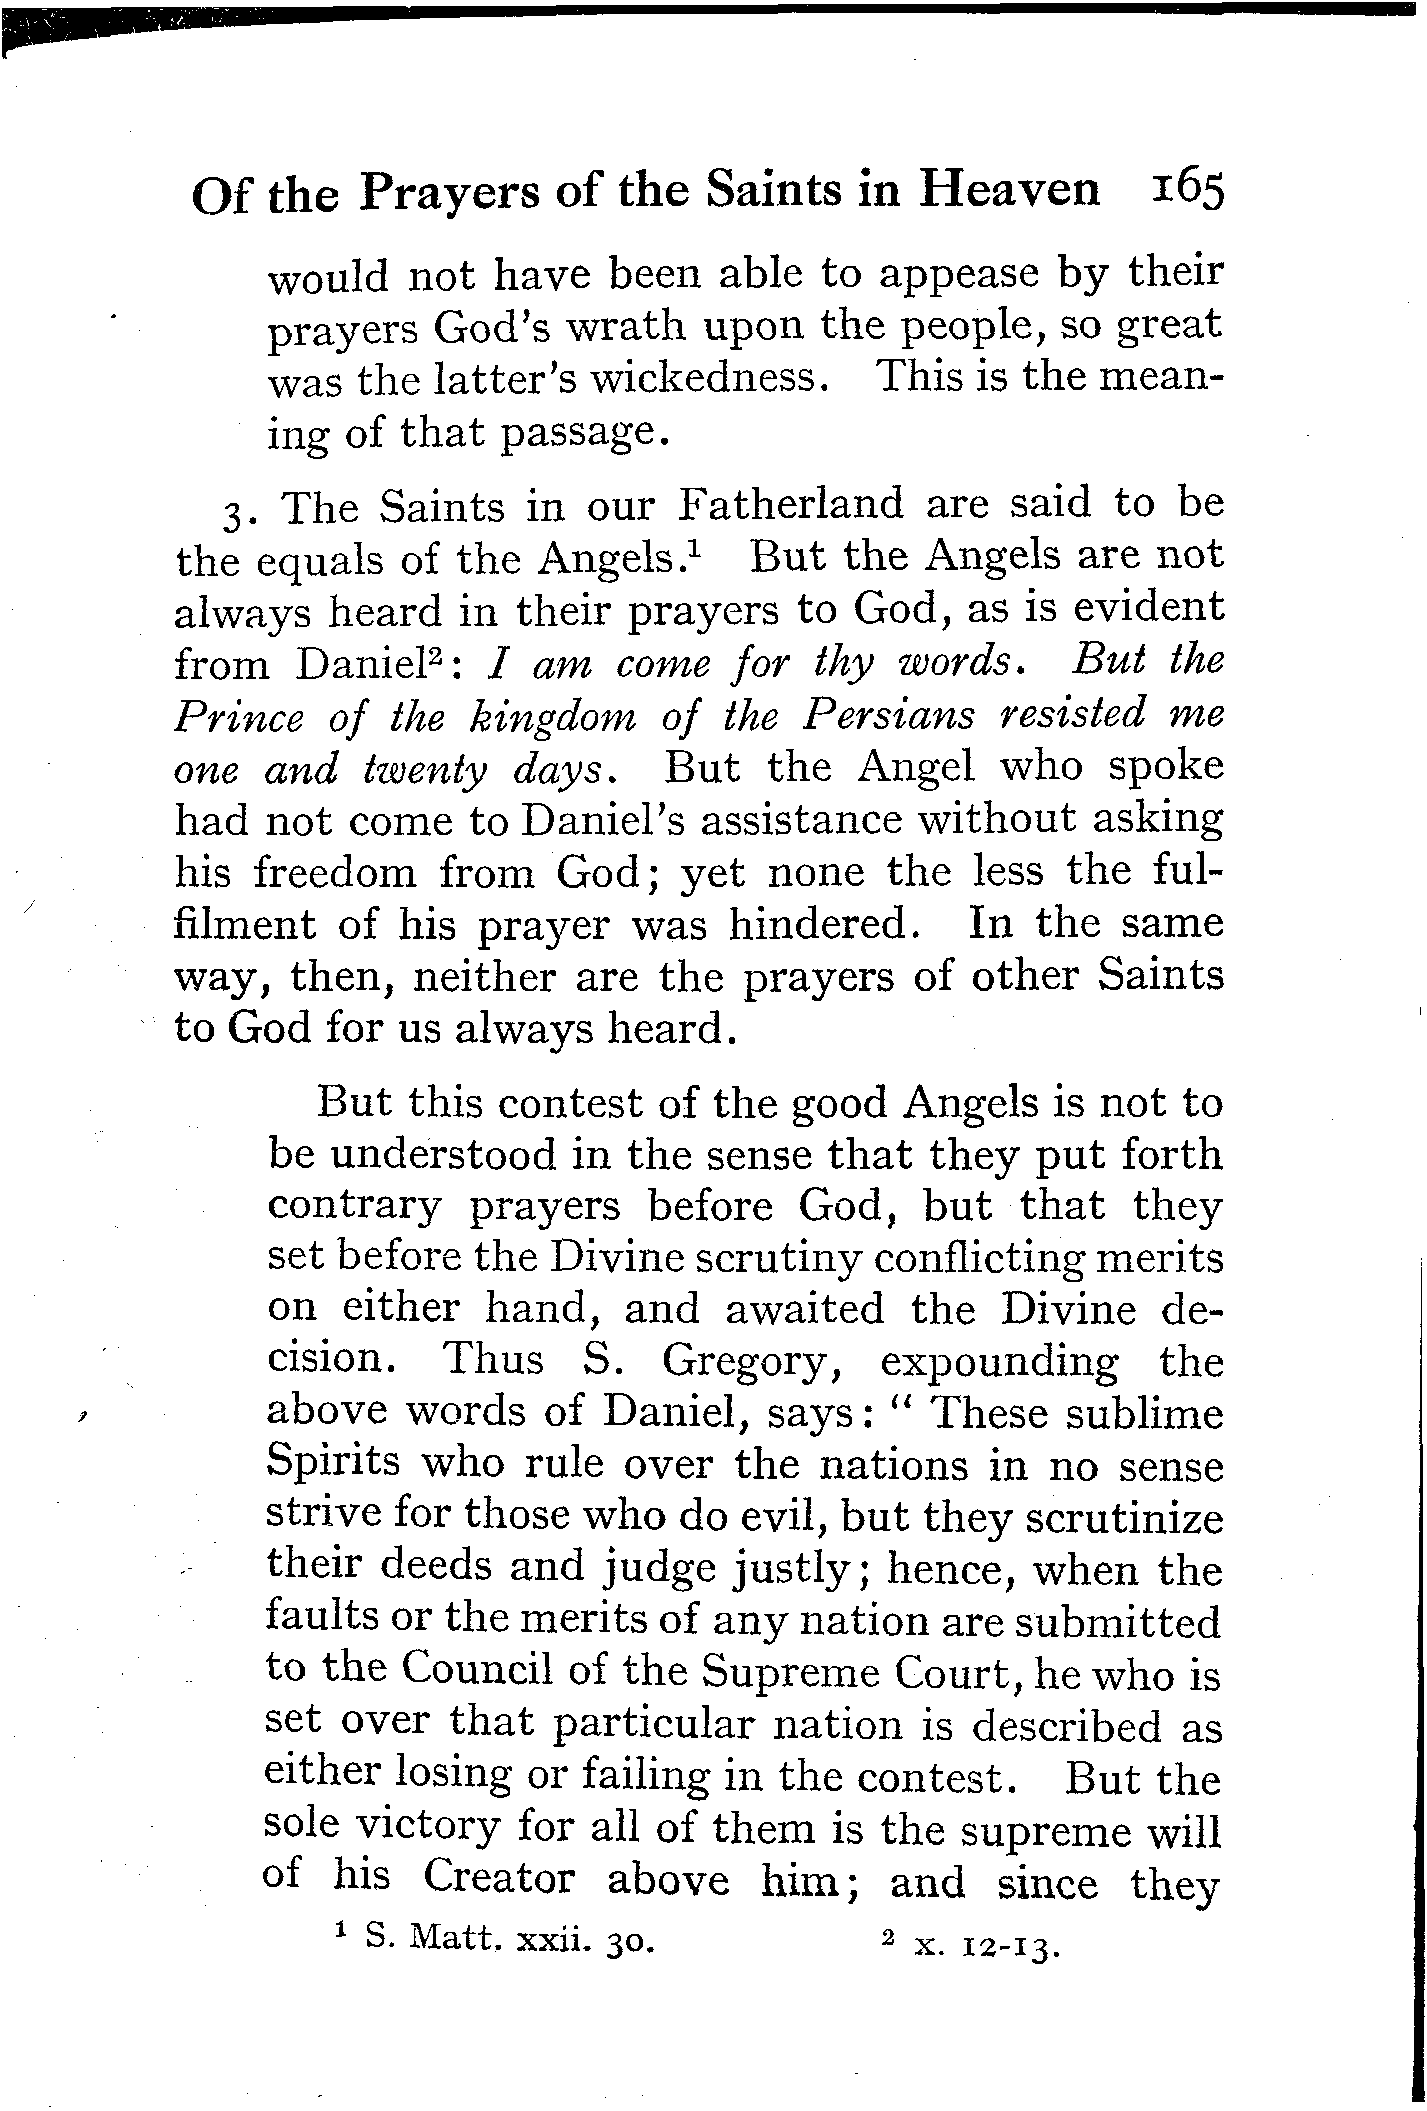 Of the Prayers of the Saints in Heaven 165
would not have been able to appease by their
prayers God's wrath upon the people, so great
was the latter's wickedness. This is the mean-
ing of that passage.
3. The Saints in our Fatherland are said to be
the equals of the Angels.¹ But the Angels are not
always heard in their prayers to God, as is evident
from Daniel²: I am come for thy words. But the
Prince of the kingdom of the Persians resisted me
one and twenty days. But the Angel who spoke
had not come to Daniel's assistance without asking
his freedom from God; yet none the less the ful-
filment of his prayer was hindered. In the same
way, then, neither are the prayers of other Saints
to God for us always heard.
But this contest of the good Angels is not to
be understood in the sense that they put forth
contrary prayers before God, but that they
set before the Divine scrutiny conflicting merits
on either hand, and awaited the Divine de-
cision. Thus S. Gregory, expounding the
above words of Daniel, says: “ These sublime
Spirits who rule over the nations in no sense
strive for those who do evil, but they scrutinize
their deeds and judge justly; hence, when the
faults or the merits of any nation are submitted
to the Council of the Supreme Court, he who is
set over that particular nation is described as
either losing or failing in the contest. But the
sole victory for all of them is the supreme will
of his Creator above him; and since they
¹ S. Matt. xxii. 30. ² x. 12-13.